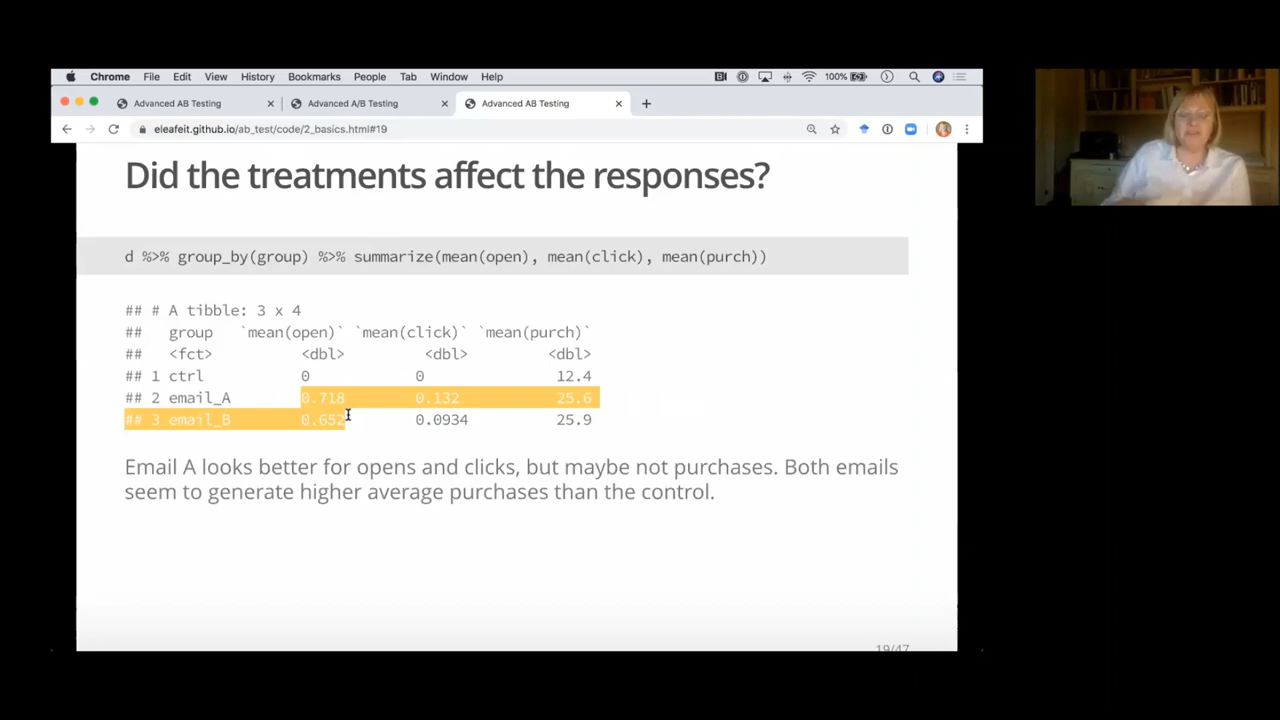 Chrome File Edit View History Bookmarks People Tab Window Help 100%
Advanced AB Testing Advanced A/B Testing Advanced AB Testing
eleafeit.github.io/ab_test/code/2_basics.html#19
Did the treatments affect the responses?
d %>% group_by(group) %>% summarize(mean(open), mean(click), mean(purch))
## # A tibble: 3 x 4
## group `mean(open)` `mean(click)` `mean(purch)`
## <fct> <dbl> <dbl> <dbl>
## 1 ctrl 0 0 12.4
## 2 email_A 0.718 0.132 25.6
## 3 email_B 0.652 0.0934 25.9
Email A looks better for opens and clicks, but maybe not purchases. Both emails
seem to generate higher average purchases than the control.
19/47